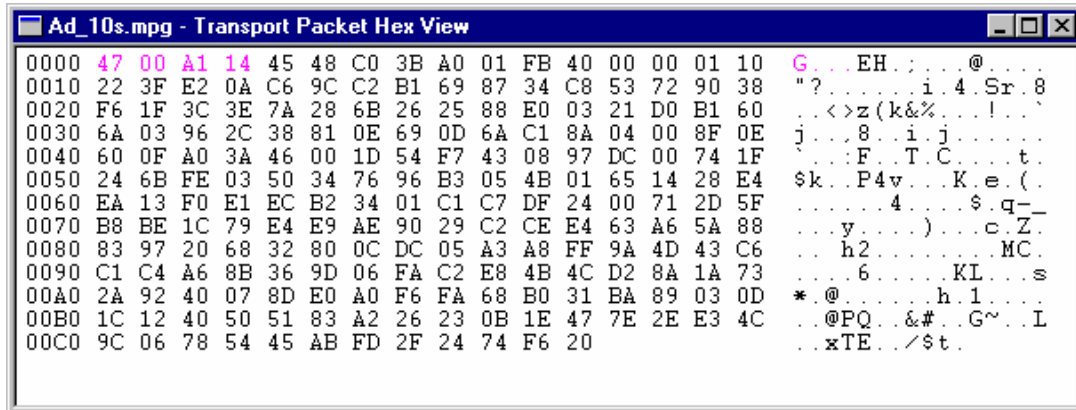 Ad_10s.mpg - Transport Packet Hex View
0000 47 00 A1 14 45 48 C0 3B A0 01 FB 40 00 00 01 10 G...EH.;...@....
0010 22 3F E2 0A C6 9C C2 B1 69 87 34 C8 53 72 90 38 "?......i.4.Sr.8
0020 F6 1F 3C 3E 7A 28 6B 26 25 88 E0 03 21 D0 B1 60 ..<>z(k&%...!..`
0030 6A 03 96 2C 38 81 0E 69 0D 6A C1 8A 04 00 8F 0E j..,8..i.j......
0040 60 0F A0 3A 46 00 1D 54 F7 43 08 97 DC 00 74 1F `..:F..T.C....t.
0050 24 6B FE 03 50 34 76 96 B3 05 4B 01 65 14 28 E4 $k..P4v...K.e.(.
0060 EA 13 F0 E1 EC B2 34 01 C1 C7 DF 24 00 71 2D 5F ......4....$.q-_
0070 B8 BE 1C 79 E4 E9 AE 90 29 C2 CE E4 63 A6 5A 88 ...y....)...c.Z.
0080 83 97 20 68 32 80 0C DC 05 A3 A8 FF 9A 4D 43 C6 .. h2........MC.
0090 C1 C4 A6 8B 36 9D 06 FA C2 E8 4B 4C D2 8A 1A 73 ....6.....KL...s
00A0 2A 92 40 07 8D E0 A0 F6 FA 68 B0 31 BA 89 03 0D *.@......h.1....
00B0 1C 12 40 50 51 83 A2 26 23 0B 1E 47 7E 2E E3 4C ..@PQ..&#..G~..L
00C0 9C 06 78 54 45 AB FD 2F 24 74 F6 20 ..xTE../$t.